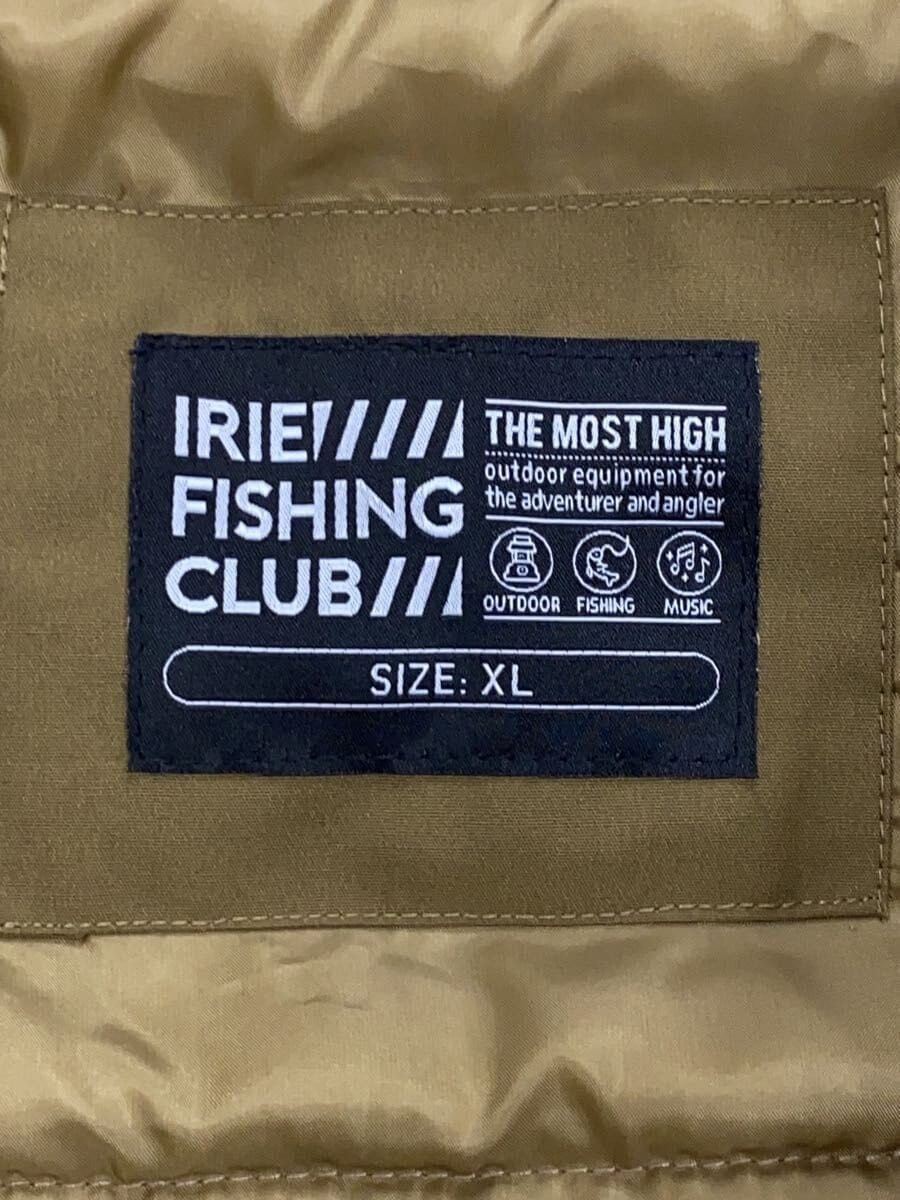 IRIE
FISHING
CLUB
THE MOST HIGH
outdoor equipment for
the adventurer and angler
OUTDOOR FISHING MUSIC
SIZE: XL